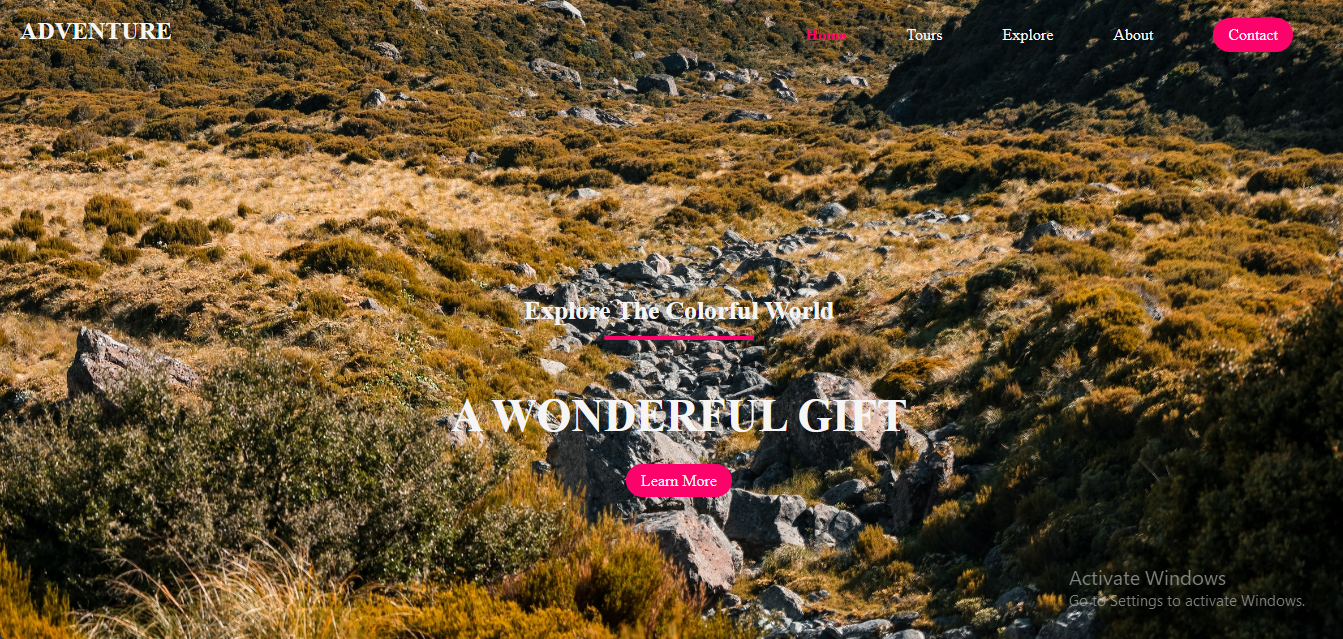 ADVENTURE
Home Tours Explore About Contact
Explore The Colorful World
A WONDERFUL GIFT
Learn More
Activate Windows
Go to Settings to activate Windows.